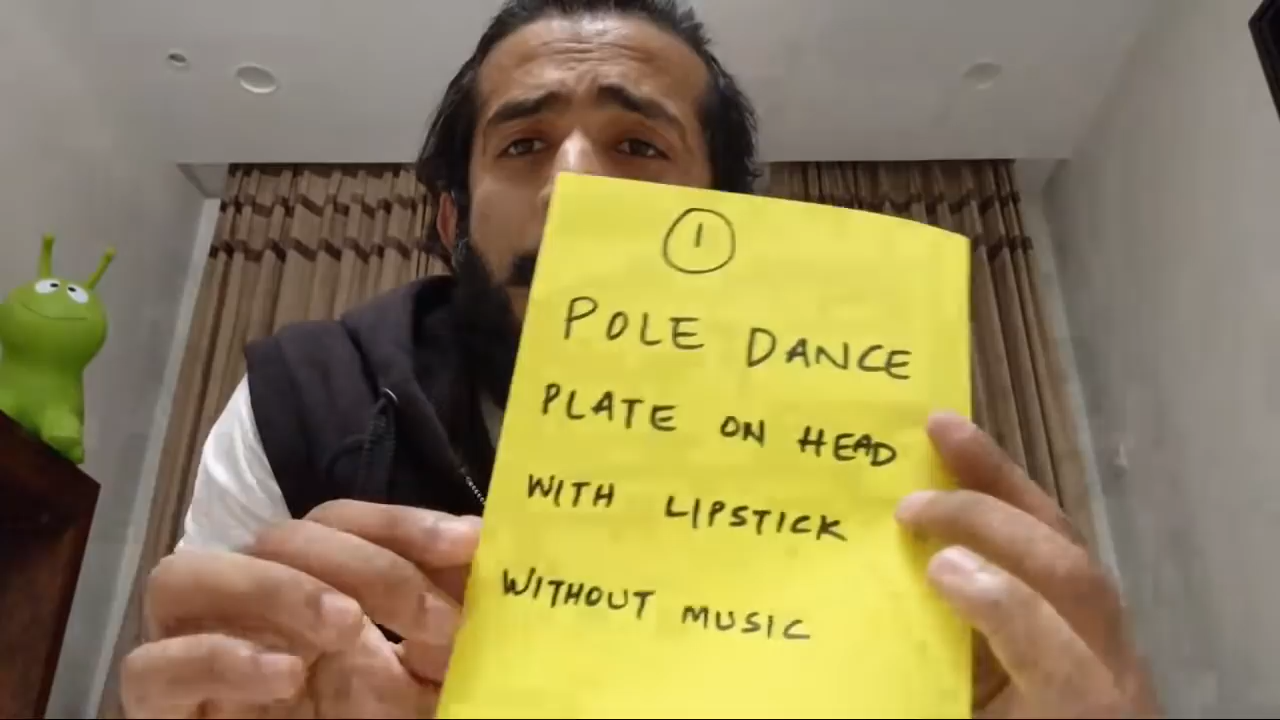 1
POLE DANCE
PLATE ON HEAD
WITH LIPSTICK
WITHOUT MUSIC